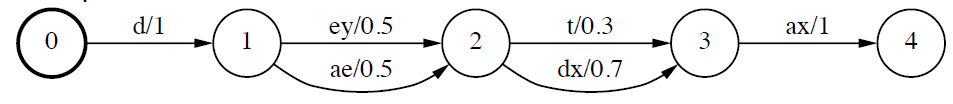 d/1 ey/0.5 t/0.3 ax/1
0 1 2 3 4
ae/0.5 dx/0.7